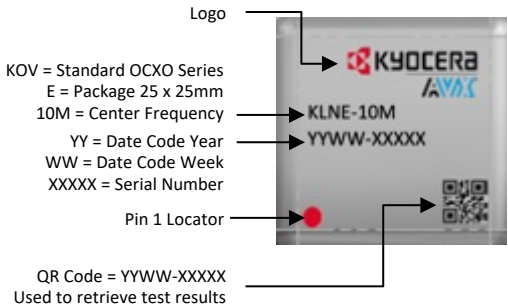 Logo
KYOCERA
AVX
KOV = Standard OCXO Series
E = Package 25 x 25mm
10M = Center Frequency
KLNE-10M
YY = Date Code Year
WW = Date Code Week
XXXXX = Serial Number
YYWW-XXXXX
Pin 1 Locator
QR Code = YYWW-XXXXX
Used to retrieve test results